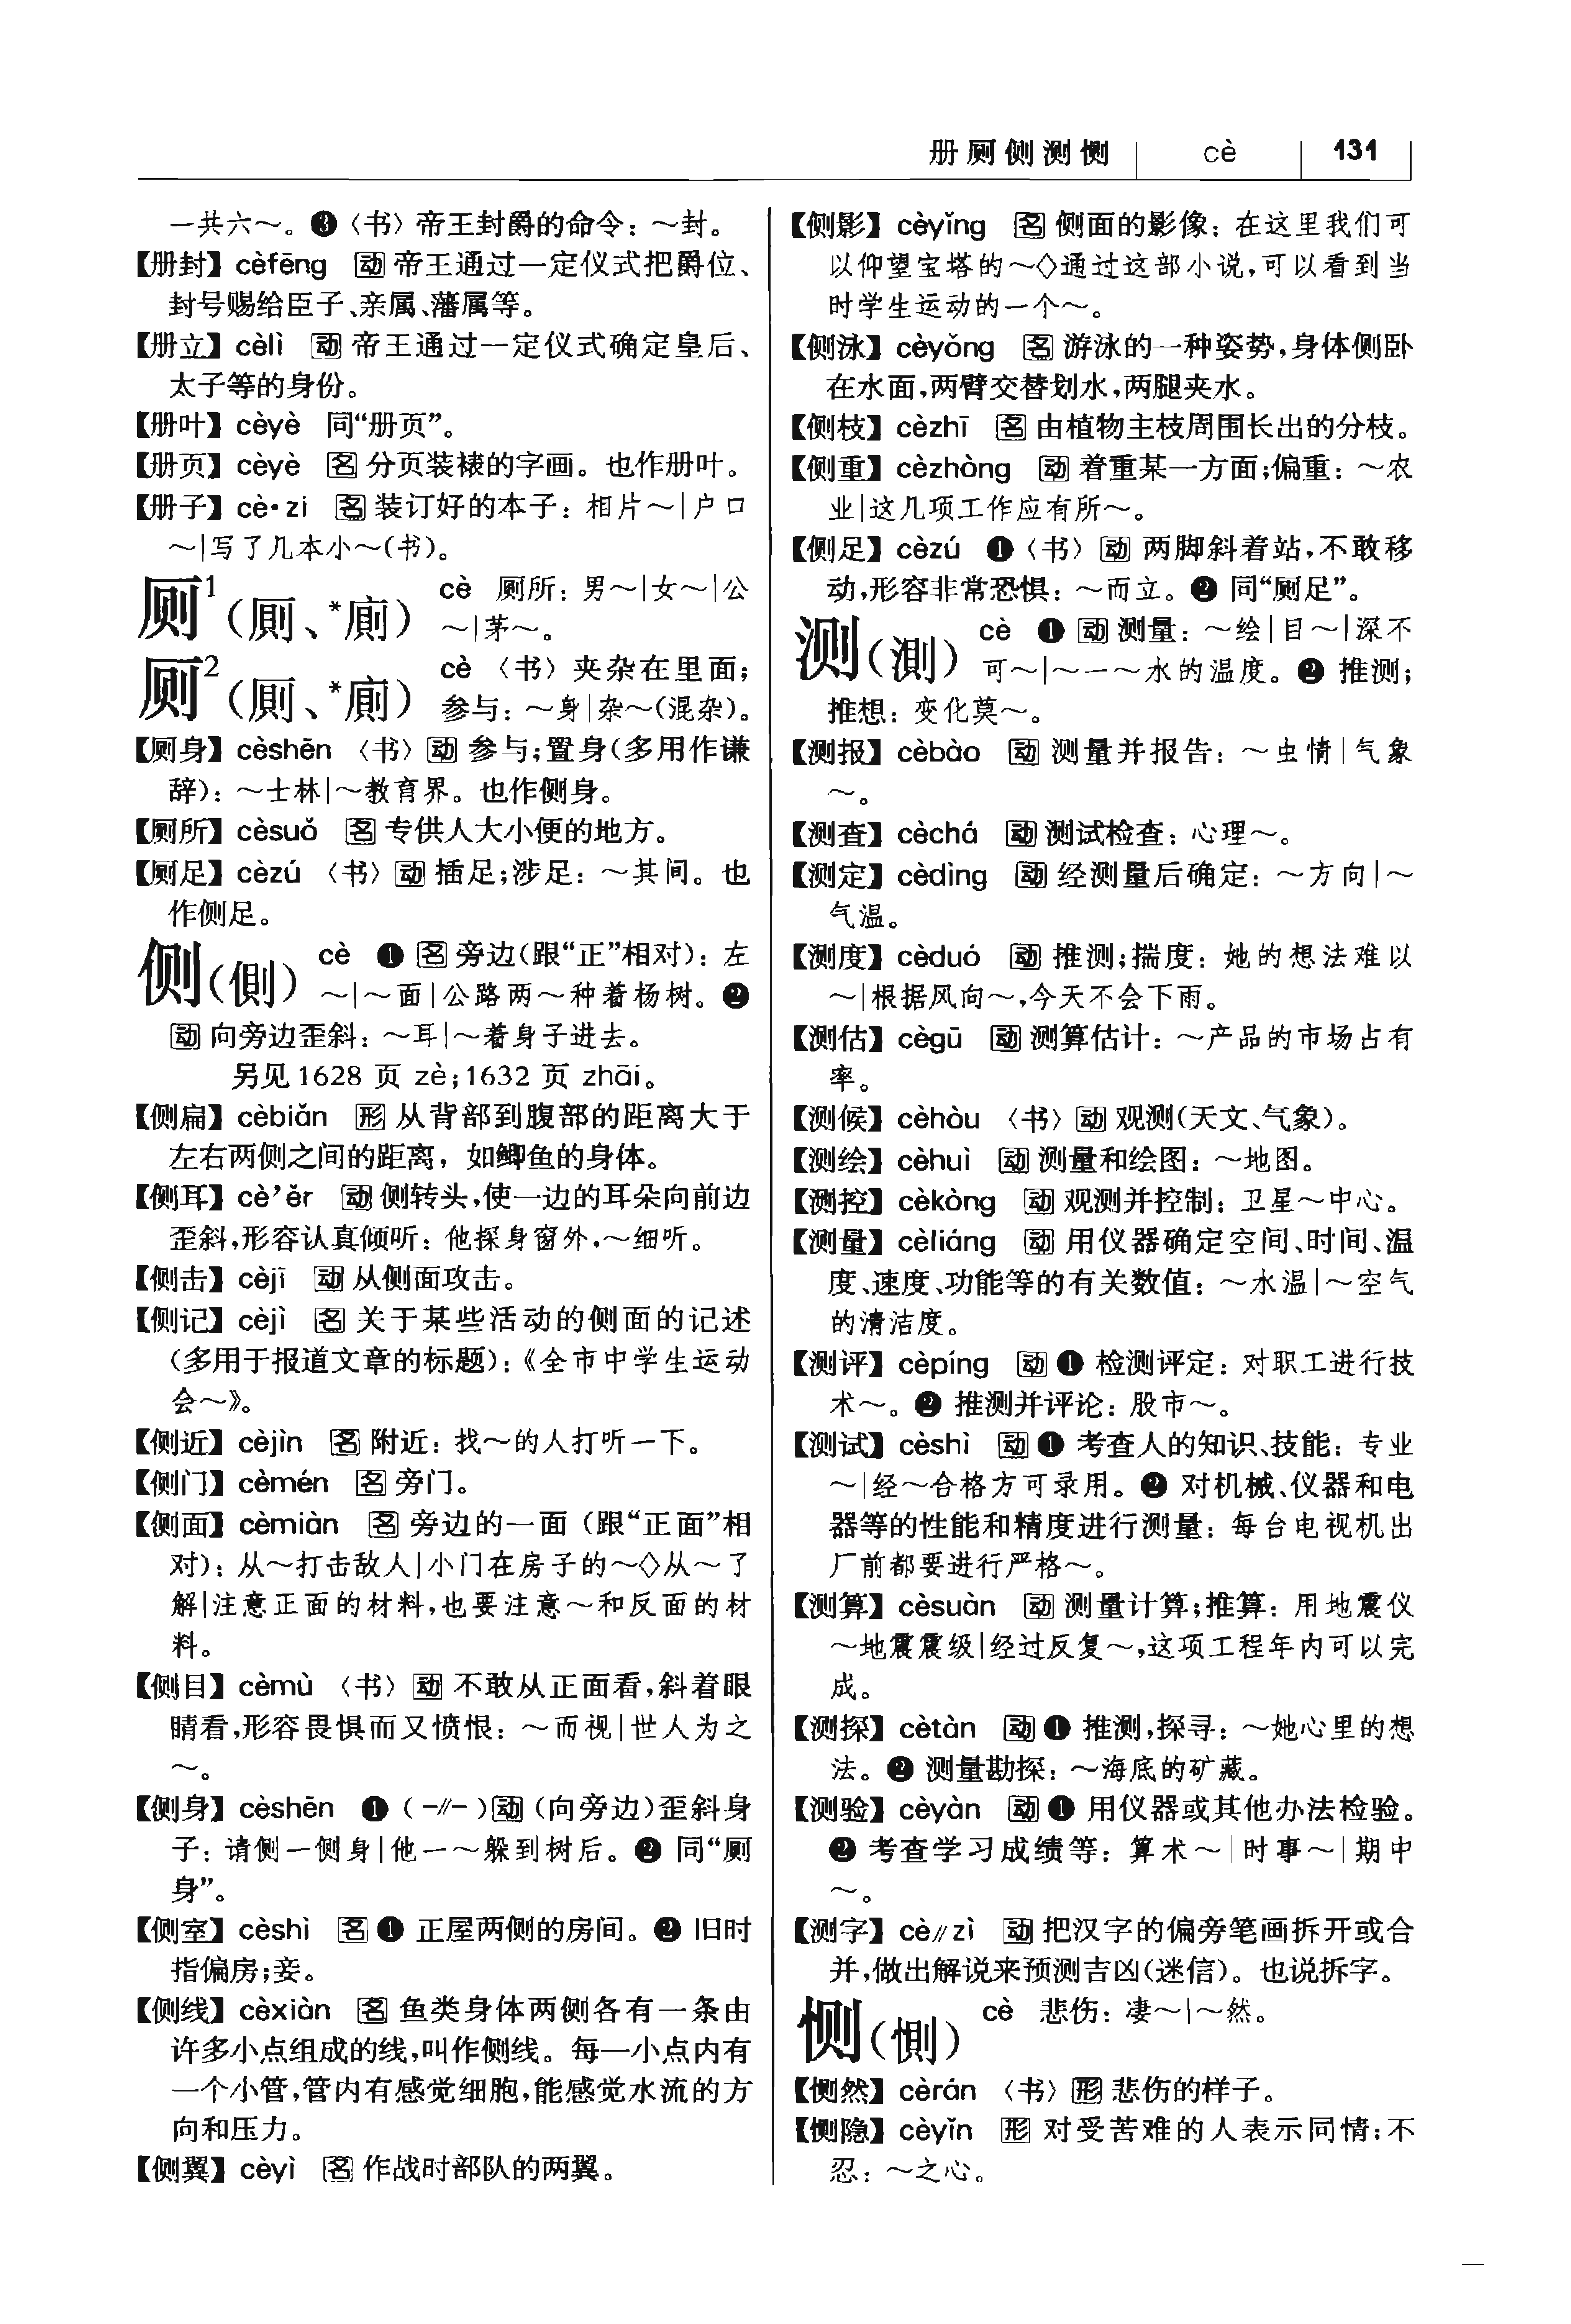 册厕侧测恻 cè 131
一共六～。❸〈书〉帝王封爵的命令：～封。
【册封】cèfēng 动 帝王通过一定仪式把爵位、
封号赐给臣子、亲属、藩属等。
【册立】cèlì 动 帝王通过一定仪式确定皇后、
太子等的身份。
【册叶】cèyè 同“册页”。
【册页】cèyè 名 分页装裱的字画。也作册叶。
【册子】cè·zi 名 装订好的本子：相片～|户口
～|写了几本小～(书)。
厕¹(厠、*廁) cè 厕所：男～|女～|公
～|茅～。
厕²(厠、*廁) cè 〈书〉夹杂在里面；
参与：～身|杂～(混杂)。
【厕身】cèshēn 〈书〉动 参与；置身(多用作谦
辞)：～士林|～教育界。也作侧身。
【厕所】cèsuǒ 名 专供人大小便的地方。
【厕足】cèzú 〈书〉动 插足；涉足：～其间。也
作侧足。
侧(側) cè ❶ 名 旁边(跟“正”相对)：左
～|～面|公路两～种着杨树。❷
动 向旁边歪斜：～耳|～着身子进去。
另见1628 页 zè；1632 页 zhāi。
【侧扁】cèbiǎn 形 从背部到腹部的距离大于
左右两侧之间的距离，如鲫鱼的身体。
【侧耳】cè’ěr 动 侧转头，使一边的耳朵向前边
歪斜，形容认真倾听：他探身窗外，～细听。
【侧击】cèjī 动 从侧面攻击。
【侧记】cèjì 名 关于某些活动的侧面的记述
(多用于报道文章的标题)：《全市中学生运动
会～》。
【侧近】cèjìn 名 附近：找～的人打听一下。
【侧门】cèmén 名 旁门。
【侧面】cèmiàn 名 旁边的一面(跟“正面”相
对)：从～打击敌人|小门在房子的～◇从～了
解|注意正面的材料，也要注意～和反面的材
料。
【侧目】cèmù 〈书〉动 不敢从正面看，斜着眼
睛看，形容畏惧而又愤恨：～而视|世人为之
～。
【侧身】cèshēn ❶ (-//-)动 (向旁边)歪斜身
子：请侧一侧身|他一～躲到树后。❷ 同“厕
身”。
【侧室】cèshì 名 ❶ 正屋两侧的房间。❷ 旧时
指偏房；妾。
【侧线】cèxiàn 名 鱼类身体两侧各有一条由
许多小点组成的线，叫作侧线。每一小点内有
一个小管，管内有感觉细胞，能感觉水流的方
向和压力。
【侧翼】cèyì 名 作战时部队的两翼。
【侧影】cèyǐng 名 侧面的影像：在这里我们可
以仰望宝塔的～◇通过这部小说，可以看到当
时学生运动的一个～。
【侧泳】cèyǒng 名 游泳的一种姿势，身体侧卧
在水面，两臂交替划水，两腿夹水。
【侧枝】cèzhī 名 由植物主枝周围长出的分枝。
【侧重】cèzhòng 动 着重某一方面；偏重：～农
业|这几项工作应有所～。
【侧足】cèzú ❶〈书〉动 两脚斜着站，不敢移
动，形容非常恐惧：～而立。❷ 同“厕足”。
测(測) cè ❶ 动 测量：～绘|目～|深不
可～|～一～水的温度。❷ 推测；
推想：变化莫～。
【测报】cèbào 动 测量并报告：～虫情|气象
～。
【测查】cèchá 动 测试检查：心理～。
【测定】cèdìng 动 经测量后确定：～方向|～
气温。
【测度】cèduó 动 推测；揣度：她的想法难以
～|根据风向～，今天不会下雨。
【测估】cègū 动 测算估计：～产品的市场占有
率。
【测候】cèhòu 〈书〉动 观测(天文、气象)。
【测绘】cèhuì 动 测量和绘图：～地图。
【测控】cèkòng 动 观测并控制：卫星～中心。
【测量】cèliáng 动 用仪器确定空间、时间、温
度、速度、功能等的有关数值：～水温|～空气
的清洁度。
【测评】cèpíng 动 ❶ 检测评定：对职工进行技
术～。❷ 推测并评论：股市～。
【测试】cèshì 动 ❶ 考查人的知识、技能：专业
～|经～合格方可录用。❷ 对机械、仪器和电
器等的性能和精度进行测量：每台电视机出
厂前都要进行严格～。
【测算】cèsuàn 动 测量计算；推算：用地震仪
～地震震级|经过反复～，这项工程年内可以完
成。
【测探】cètàn 动 ❶ 推测，探寻：～她心里的想
法。❷ 测量勘探：～海底的矿藏。
【测验】cèyàn 动 ❶ 用仪器或其他办法检验。
❷ 考查学习成绩等：算术～|时事～|期中
～。
【测字】cè//zì 动 把汉字的偏旁笔画拆开或合
并，做出解说来预测吉凶(迷信)。也说拆字。
恻(惻) cè 悲伤：凄～|～然。
【恻然】cèrán 〈书〉形 悲伤的样子。
【恻隐】cèyǐn 形 对受苦难的人表示同情；不
忍：～之心。